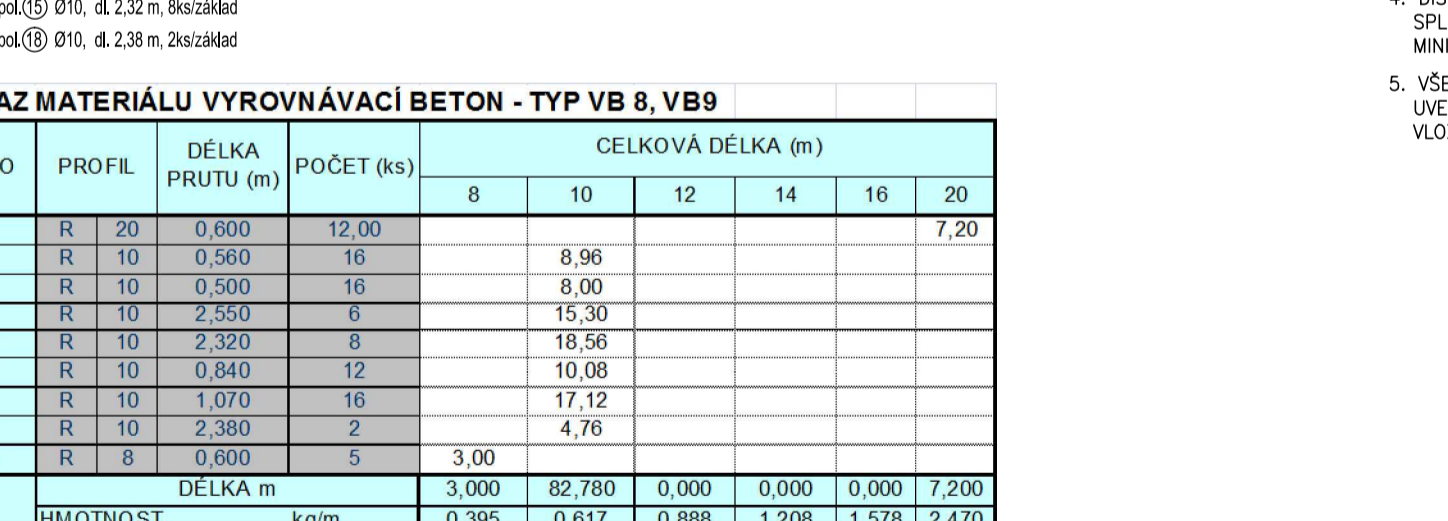 pol.(15) Ø10, dl. 2,32 m, 8ks/základ
pol.(18) Ø10, dl. 2,38 m, 2ks/základ
AZ MATERIÁLU VYROVNÁVACÍ BETON - TYP VB 8, VB9
O PROFIL DÉLKA PRUTU (m) POČET (ks) CELKOVÁ DÉLKA (m)
8 10 12 14 16 20
R 20 0,600 12,00 7,20
R 10 0,560 16 8,96
R 10 0,500 16 8,00
R 10 2,550 6 15,30
R 10 2,320 8 18,56
R 10 0,840 12 10,08
R 10 1,070 16 17,12
R 10 2,380 2 4,76
R 8 0,600 5 3,00
DÉLKA m 3,000 82,780 0,000 0,000 0,000 7,200
HMOTNOST kg/m 0,395 0,617 0,888 1,208 1,578 2,470
SPL
MINI
5. VŠE
UVE